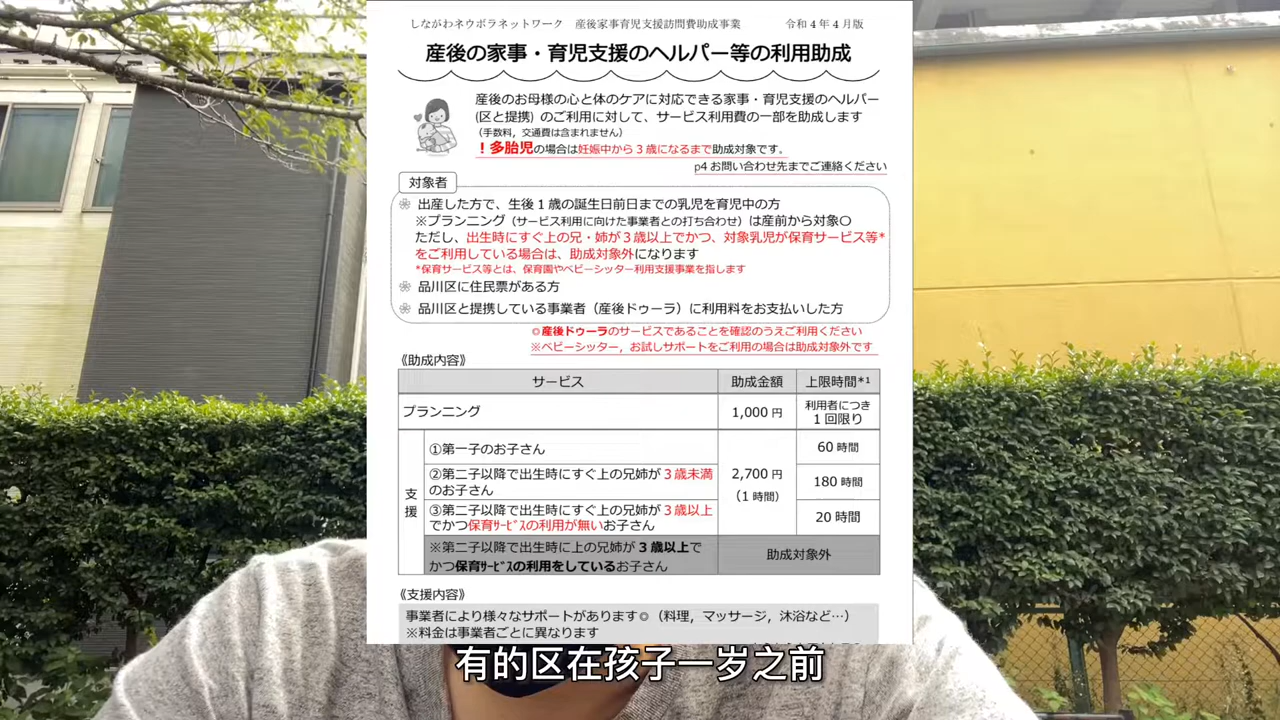 しながわネウボラネットワーク 産後家事育児支援訪問費助成事業 令和4年4月版
産後の家事・育児支援のヘルパー等の利用助成
産後のお母様の心と体のケアに対応できる家事・育児支援のヘルパー
(区と提携) のご利用に対して、サービス利用費の一部を助成します
(手数料, 交通費は含まれません)
！多胎児の場合は妊娠中から3歳になるまで助成対象です。
p4 お問い合わせ先までご連絡ください
対象者
出産した方で、生後1歳の誕生日前日までの乳児を育児中の方
※プランニング（サービス利用に向けた事業者との打ち合わせ）は産前から対象〇
ただし、出生時にすぐ上の兄・姉が3歳以上でかつ、対象乳児が保育サービス等*
をご利用している場合は、助成対象外になります
*保育サービス等とは、保育園やベビーシッター利用支援事業を指します
品川区に住民票がある方
品川区と提携している事業者（産後ドゥーラ）に利用料をお支払いした方
◎産後ドゥーラのサービスであることを確認のうえご利用ください
※ベビーシッター, お試しサポートをご利用の場合は助成対象外です
《助成内容》
サービス 助成金額 上限時間*1
プランニング 1,000 円 利用者につき
1回限り
支援
①第一子のお子さん 60 時間
②第二子以降で出生時にすぐ上の兄姉が3歳未満
のお子さん 180 時間
2,700 円
（1時間）
③第二子以降で出生時にすぐ上の兄姉が3歳以上
でかつ保育ｻｰﾋﾞｽの利用が無いお子さん 20 時間
※第二子以降で出生時に上の兄姉が3歳以上で
かつ保育ｻｰﾋﾞｽの利用をしているお子さん 助成対象外
《支援内容》
事業者により様々なサポートがあります◎（料理, マッサージ, 沐浴など…）
※料金は事業者ごとに異なります
有的区在孩子一岁之前